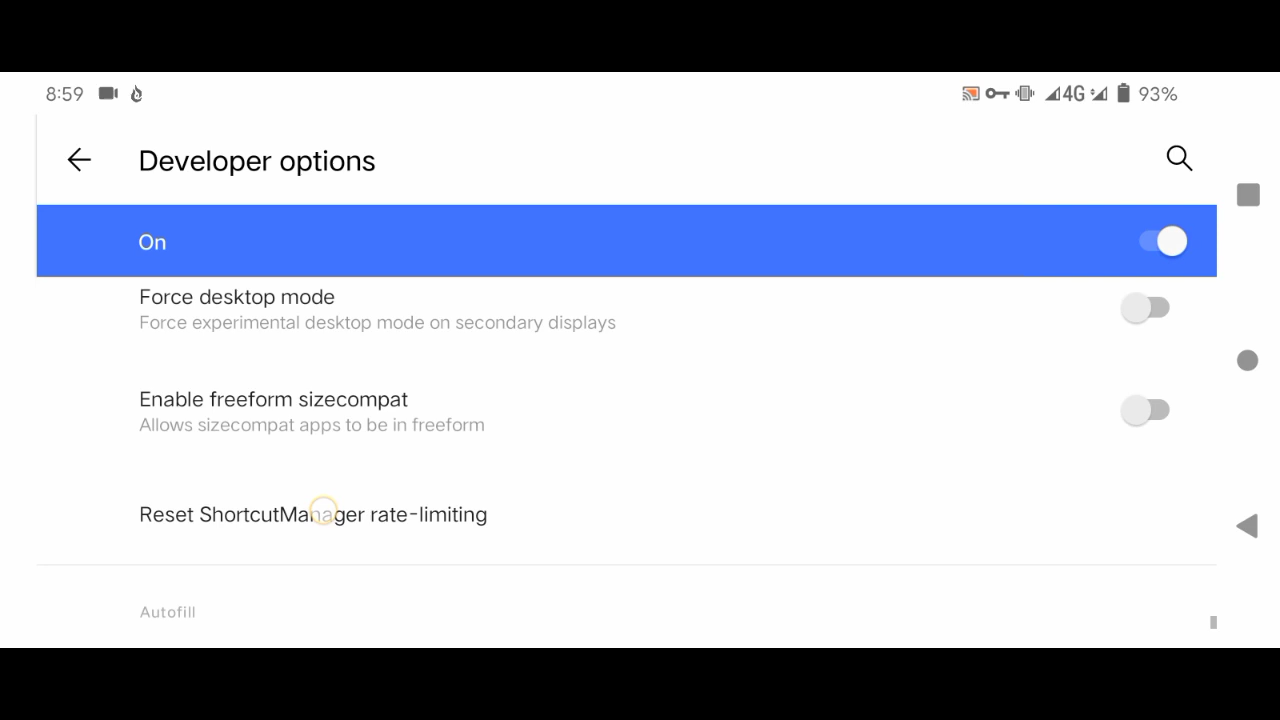 8:59
4G 93%
Developer options
On
Force desktop mode
Force experimental desktop mode on secondary displays
Enable freeform sizecompat
Allows sizecompat apps to be in freeform
Reset ShortcutManager rate-limiting
Autofill